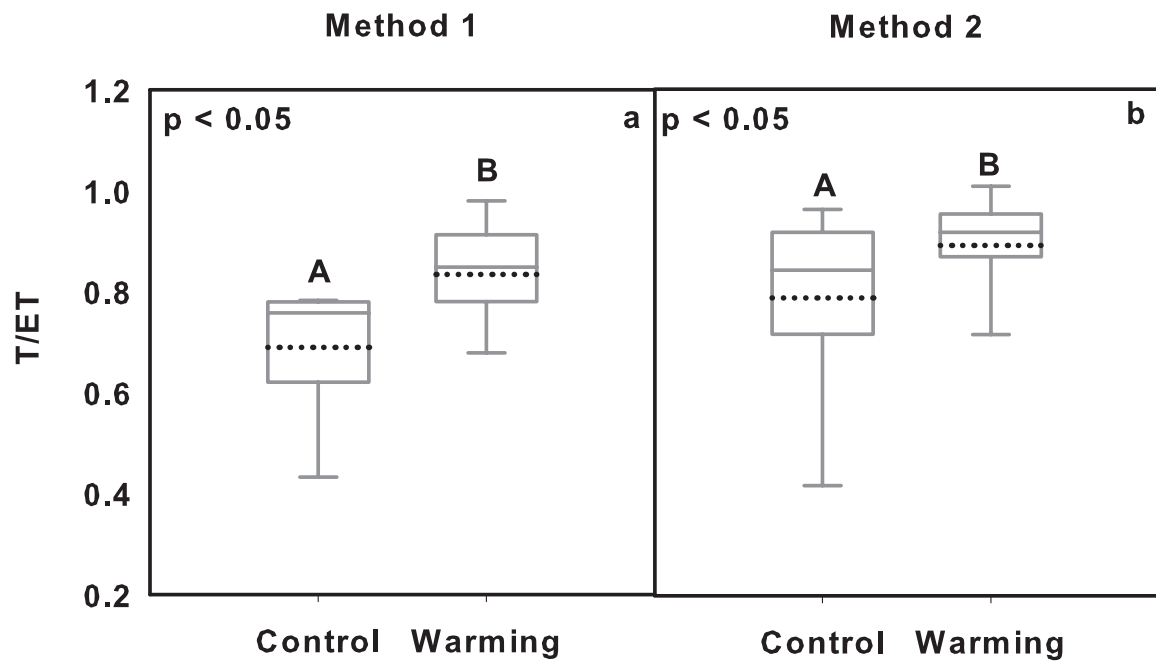 Method 1
Method 2
1.2
1.0
0.8
0.6
0.4
0.2
T/ET
p < 0.05
a
A
B
p < 0.05
b
A
B
Control
Warming
Control
Warming